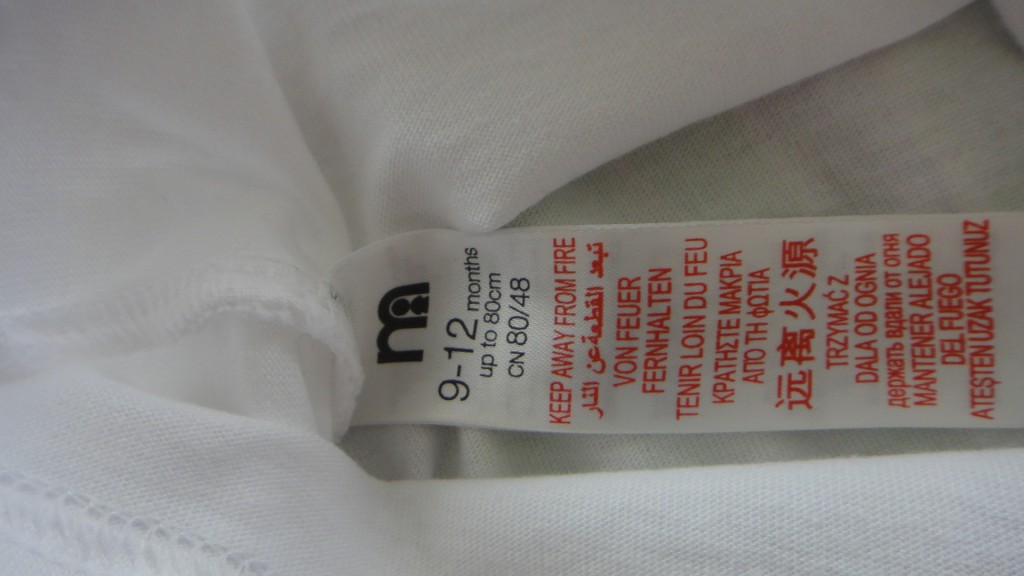 m
9-12 months
up to 80cm
CN 80/48
KEEP AWAY FROM FIRE
تبعد القطعة عن النار
VON FEUER
FERNHALTEN
TENIR LOIN DU FEU
ΚΡΑΤΗΣΤΕ ΜΑΚΡΙΑ
ΑΠΟ ΤΗ ΦΩΤΙΑ
远离火源
TRZYMAĆ Z
DALA OD OGNIA
держать вдали от огня
MANTENER ALEJADO
DEL FUEGO
ATEŞTEN UZAK TUTUNUZ